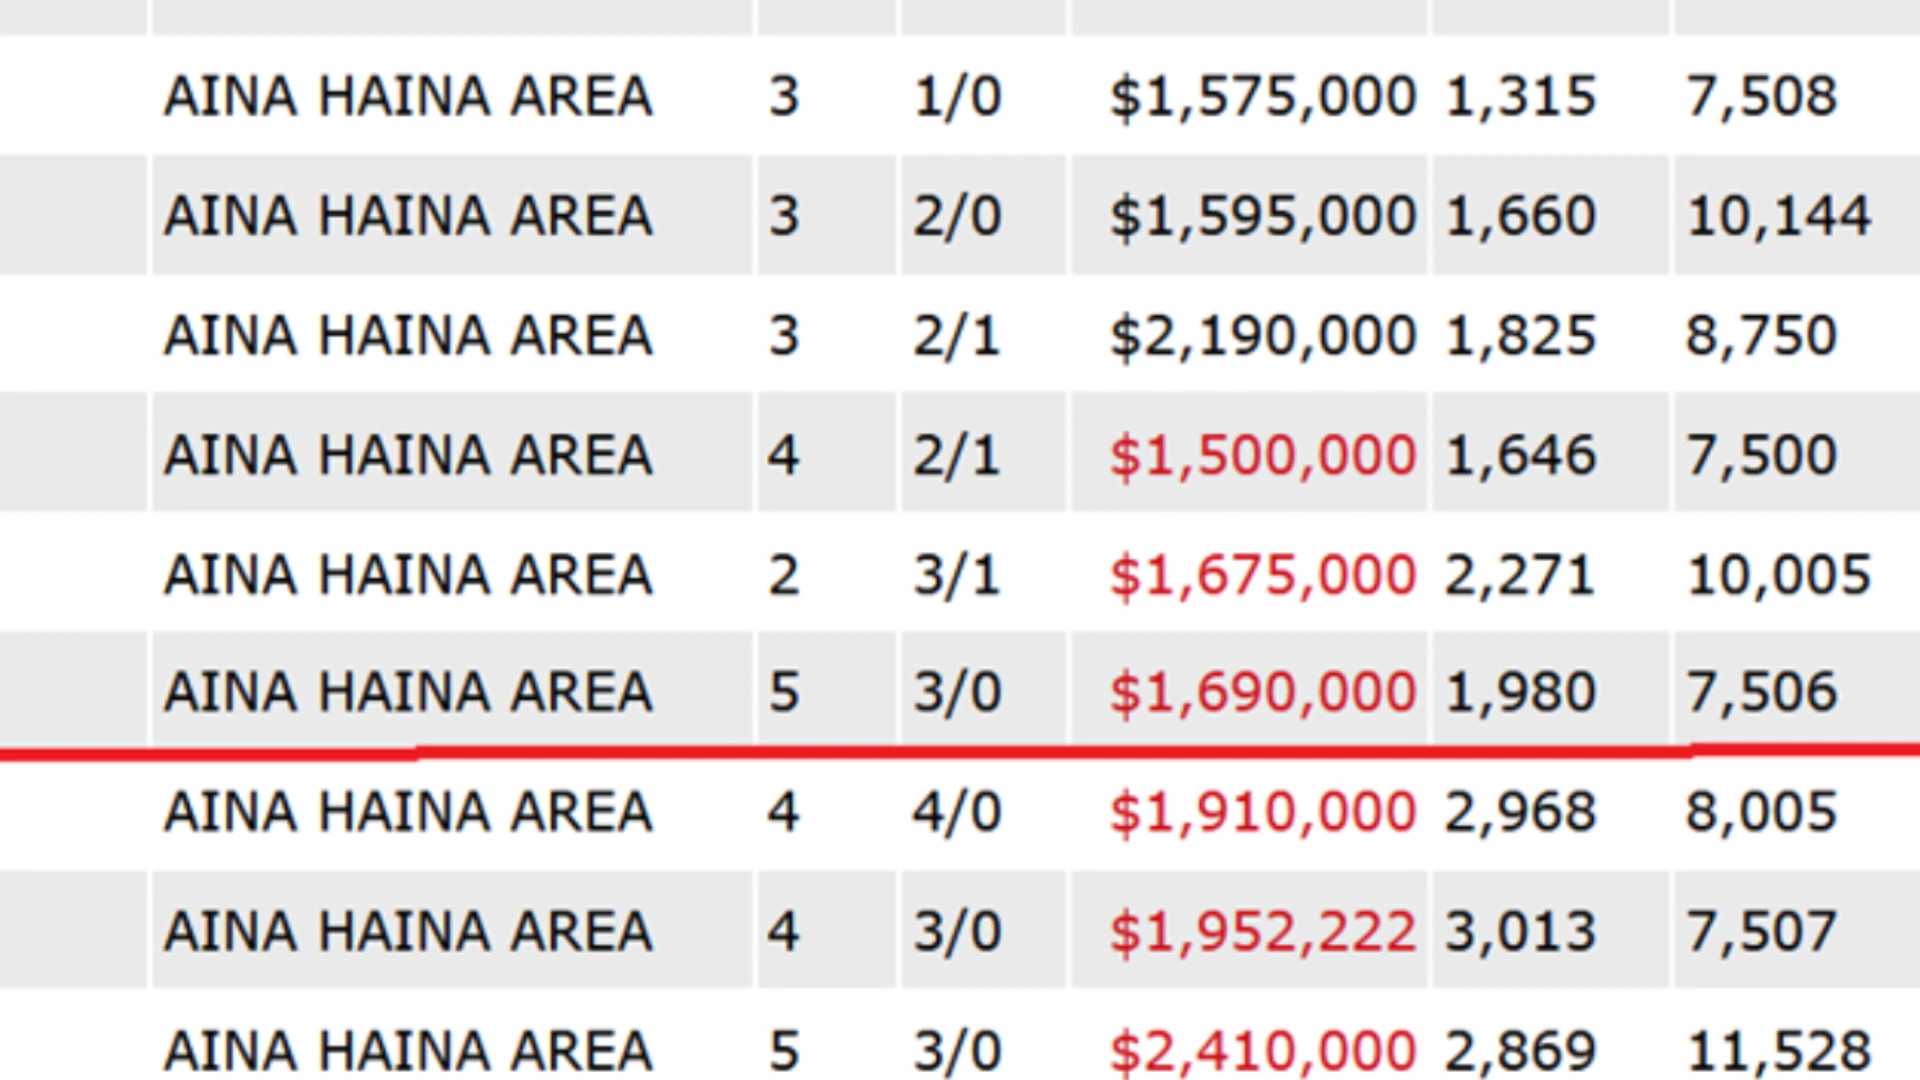 AINA HAINA AREA 3 1/0 $1,575,000 1,315 7,508
AINA HAINA AREA 3 2/0 $1,595,000 1,660 10,144
AINA HAINA AREA 3 2/1 $2,190,000 1,825 8,750
AINA HAINA AREA 4 2/1 $1,500,000 1,646 7,500
AINA HAINA AREA 2 3/1 $1,675,000 2,271 10,005
AINA HAINA AREA 5 3/0 $1,690,000 1,980 7,506
AINA HAINA AREA 4 4/0 $1,910,000 2,968 8,005
AINA HAINA AREA 4 3/0 $1,952,222 3,013 7,507
AINA HAINA AREA 5 3/0 $2,410,000 2,869 11,528